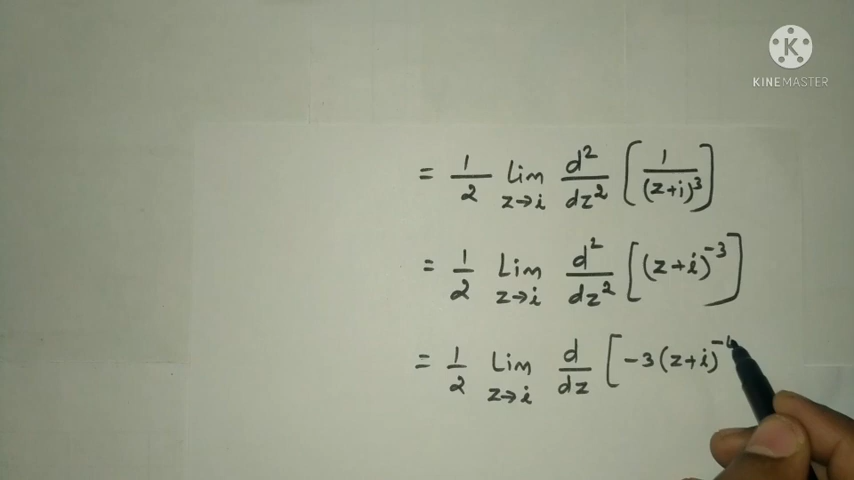 K
KINEMASTER
= 1/2 Lim z→i d²/dz² [1/(z+i)³]
= 1/2 Lim z→i d²/dz² [(z+i)⁻³]
= 1/2 Lim z→i d/dz [-3(z+i)⁻⁴